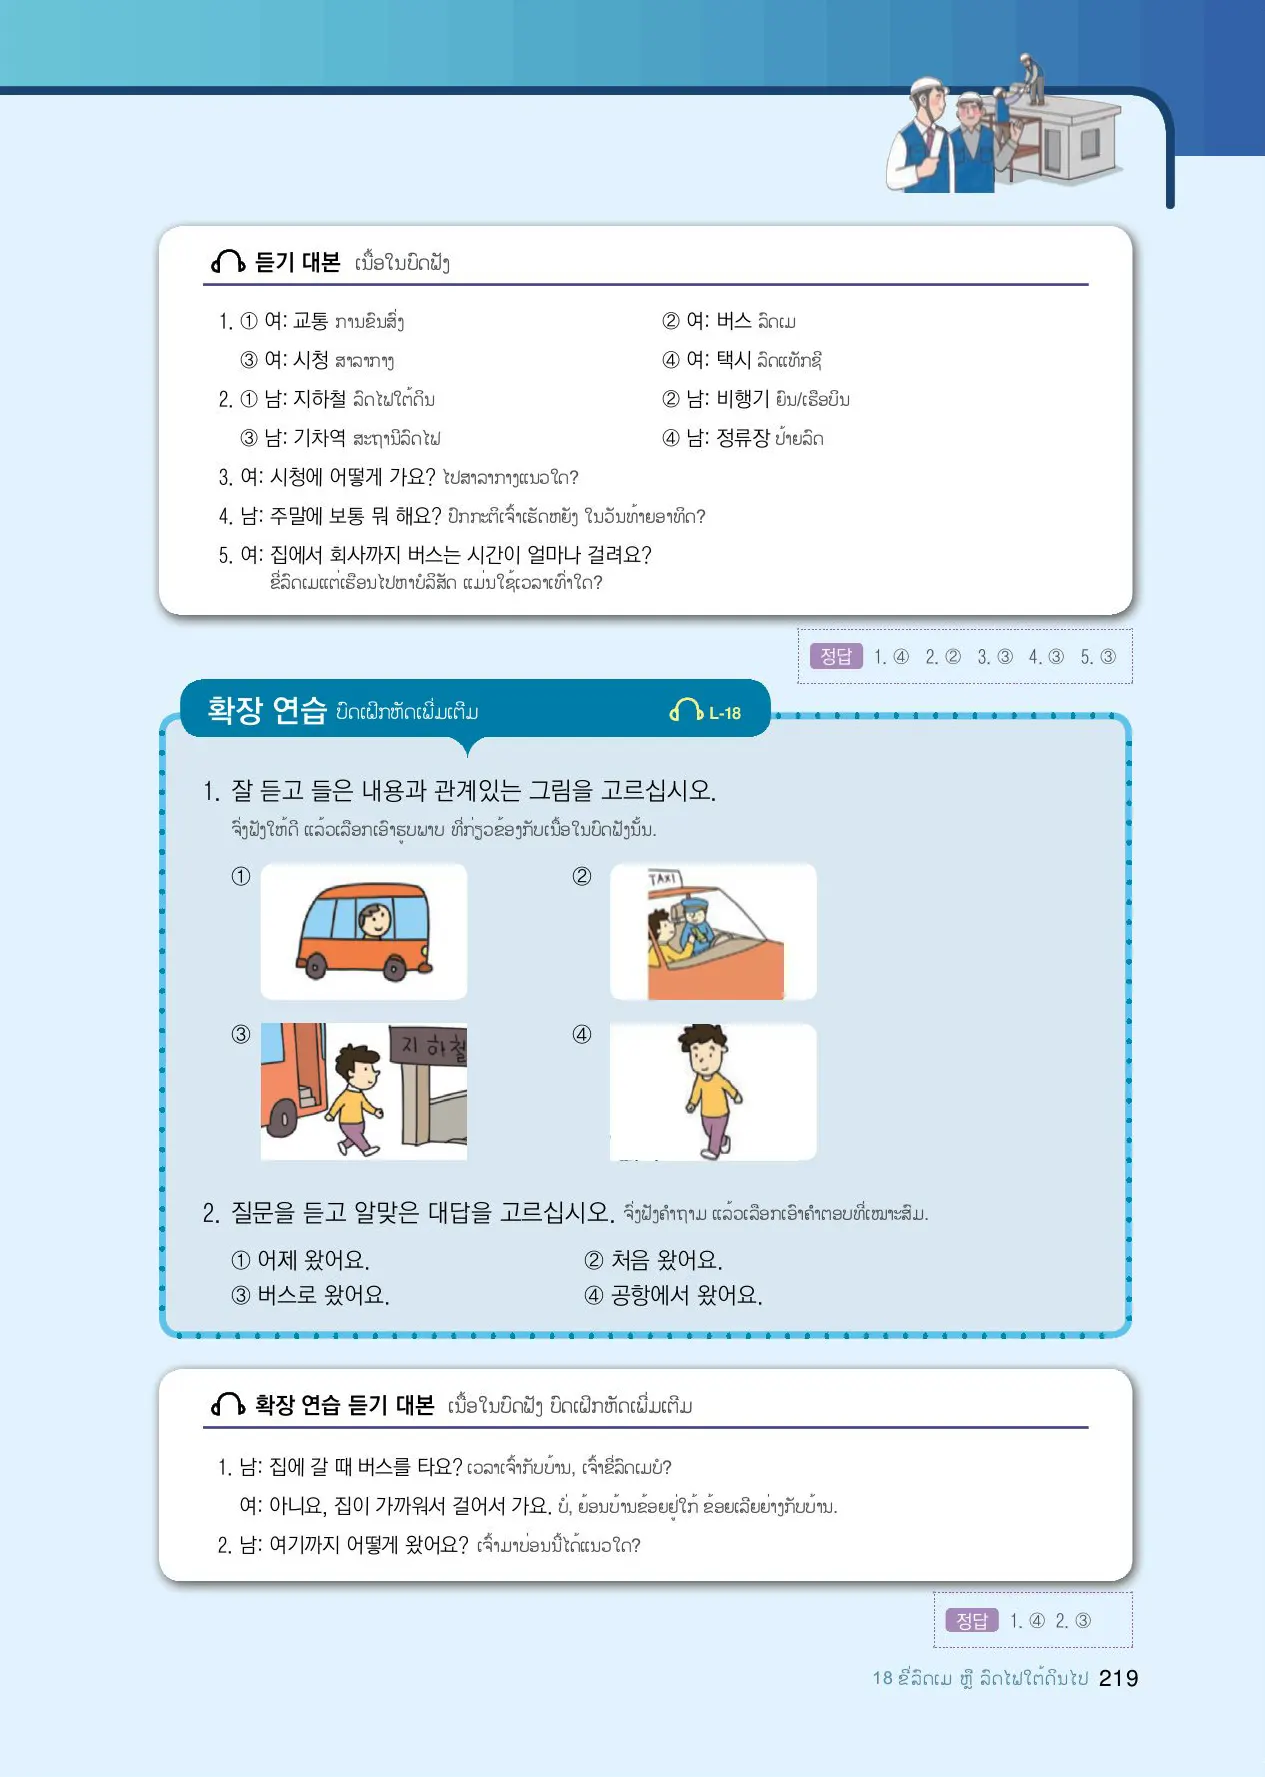 듣기 대본 ເນື້ອໃນບົດຟັງ
1. ① 여: 교통 ການຂົນສົ່ງ ② 여: 버스 ລົດເມ
③ 여: 시청 ສາລາກາງ ④ 여: 택시 ລົດແທັກຊີ
2. ① 남: 지하철 ລົດໄຟໃຕ້ດິນ ② 남: 비행기 ຍົນ/ເຮືອບິນ
③ 남: 기차역 ສະຖານີລົດໄຟ ④ 남: 정류장 ປ້າຍລົດ
3. 여: 시청에 어떻게 가요? ໄປສາລາກາງແນວໃດ?
4. 남: 주말에 보통 뭐 해요? ປົກກະຕິເຈົ້າເຮັດຫຍັງ ໃນວັນທ້າຍອາທິດ?
5. 여: 집에서 회사까지 버스는 시간이 얼마나 걸려요?
ຂີ່ລົດເມແຕ່ເຮືອນໄປຫາບໍລິສັດ ແມ່ນໃຊ້ເວລາເທົ່າໃດ?
정답 1. ④ 2. ② 3. ③ 4. ③ 5. ③
확장 연습 ບົດເຝິກຫັດເພີ່ມເຕີມ L-18
1. 잘 듣고 들은 내용과 관계있는 그림을 고르십시오.
ຈົ່ງຟັງໃຫ້ດີ ແລ້ວເລືອກເອົາຮູບພາບ ທີ່ກ່ຽວຂ້ອງກັບເນື້ອໃນບົດຟັງນັ້ນ.
① ②
TAXI
③ ④
지하철
2. 질문을 듣고 알맞은 대답을 고르십시오. ຈົ່ງຟັງຄຳຖາມ ແລ້ວເລືອກເອົາຄຳຕອບທີ່ເໝາະສົມ.
① 어제 왔어요. ② 처음 왔어요.
③ 버스로 왔어요. ④ 공항에서 왔어요.
확장 연습 듣기 대본 ເນື້ອໃນບົດຟັງ ບົດເຝິກຫັດເພີ່ມເຕີມ
1. 남: 집에 갈 때 버스를 타요? ເວລາເຈົ້າກັບບ້ານ, ເຈົ້າຂີ່ລົດເມບໍ?
여: 아니요, 집이 가까워서 걸어서 가요. ບໍ່, ຍ້ອນບ້ານຂ້ອຍຢູ່ໃກ້ ຂ້ອຍເລີຍຍ່າງກັບບ້ານ.
2. 남: 여기까지 어떻게 왔어요? ເຈົ້າມາບ່ອນນີ້ໄດ້ແນວໃດ?
정답 1. ④ 2. ③
18 ຂີ່ລົດເມ ຫຼື ລົດໄຟໃຕ້ດິນໄປ 219